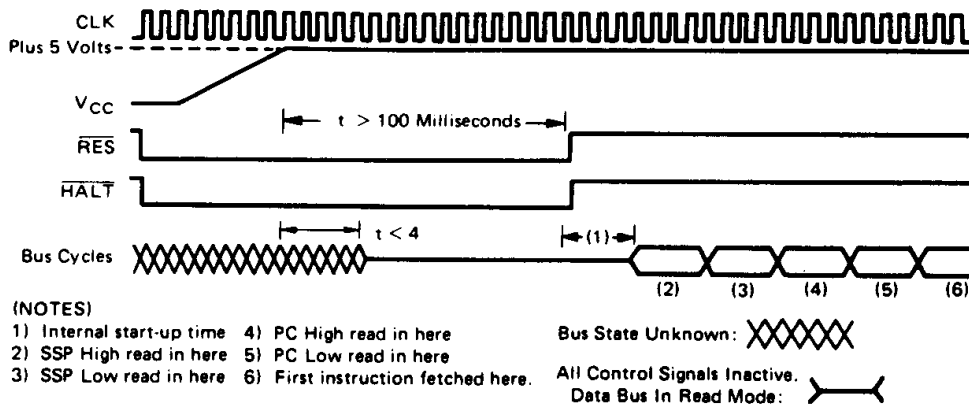 CLK
Plus 5 Volts
VCC
t > 100 Milliseconds
RES
HALT
t < 4
(1)
Bus Cycles
(2) (3) (4) (5) (6)
(NOTES)
1) Internal start-up time 4) PC High read in here
2) SSP High read in here 5) PC Low read in here
3) SSP Low read in here 6) First instruction fetched here.
Bus State Unknown:
All Control Signals Inactive.
Data Bus In Read Mode: